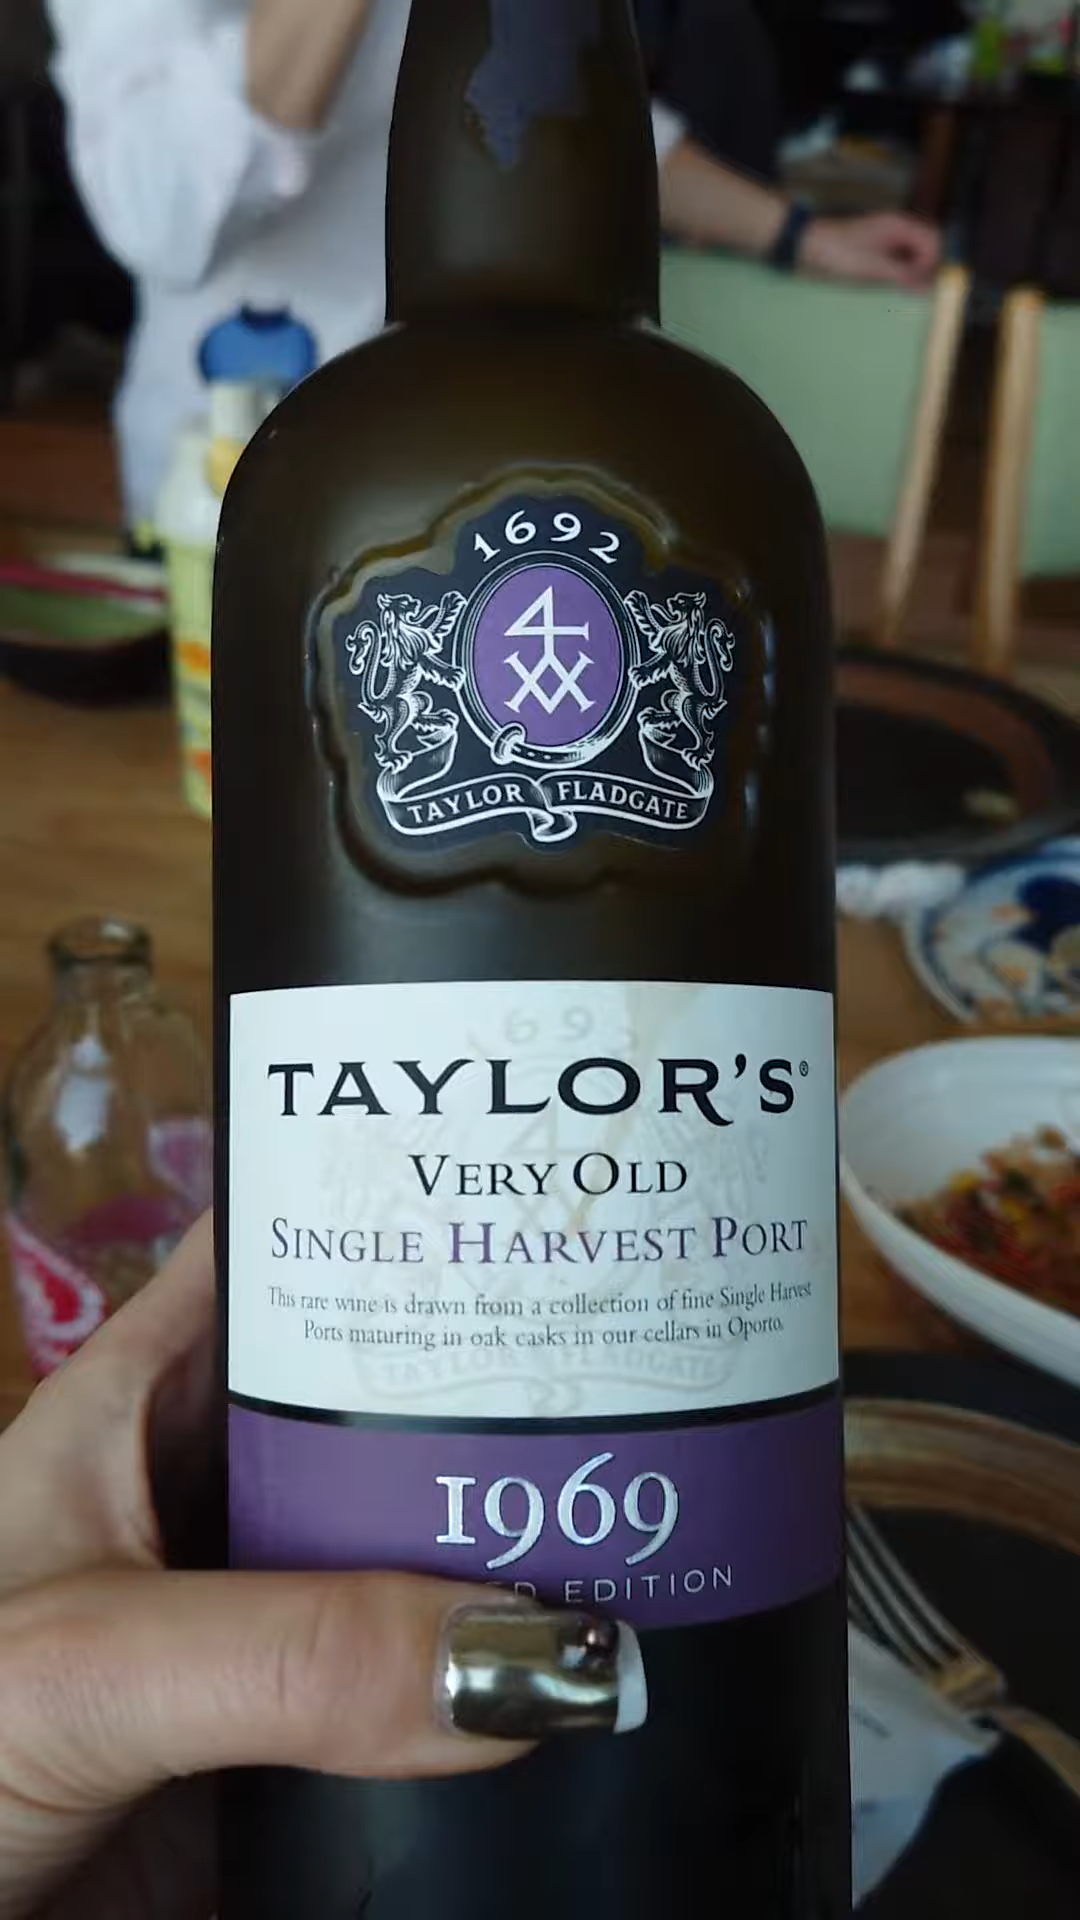 1692
TAYLOR FLADGATE
TAYLOR'S®
VERY OLD
SINGLE HARVEST PORT
This rare wine is drawn from a collection of fine Single Harvest
Ports maturing in oak casks in our cellars in Oporto.
1969
EDITION